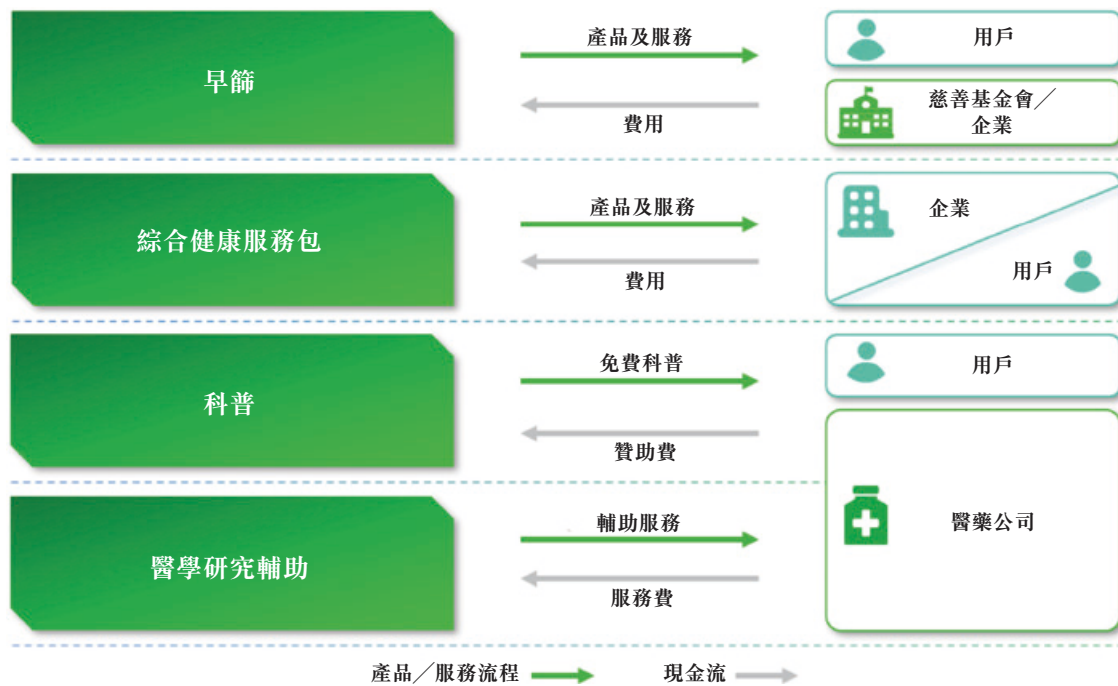 早篩
產品及服務
費用
用戶
慈善基金會／
企業
綜合健康服務包
產品及服務
費用
企業
用戶
科普
免費科普
贊助費
用戶
醫學研究輔助
輔助服務
服務費
醫藥公司
產品／服務流程
現金流